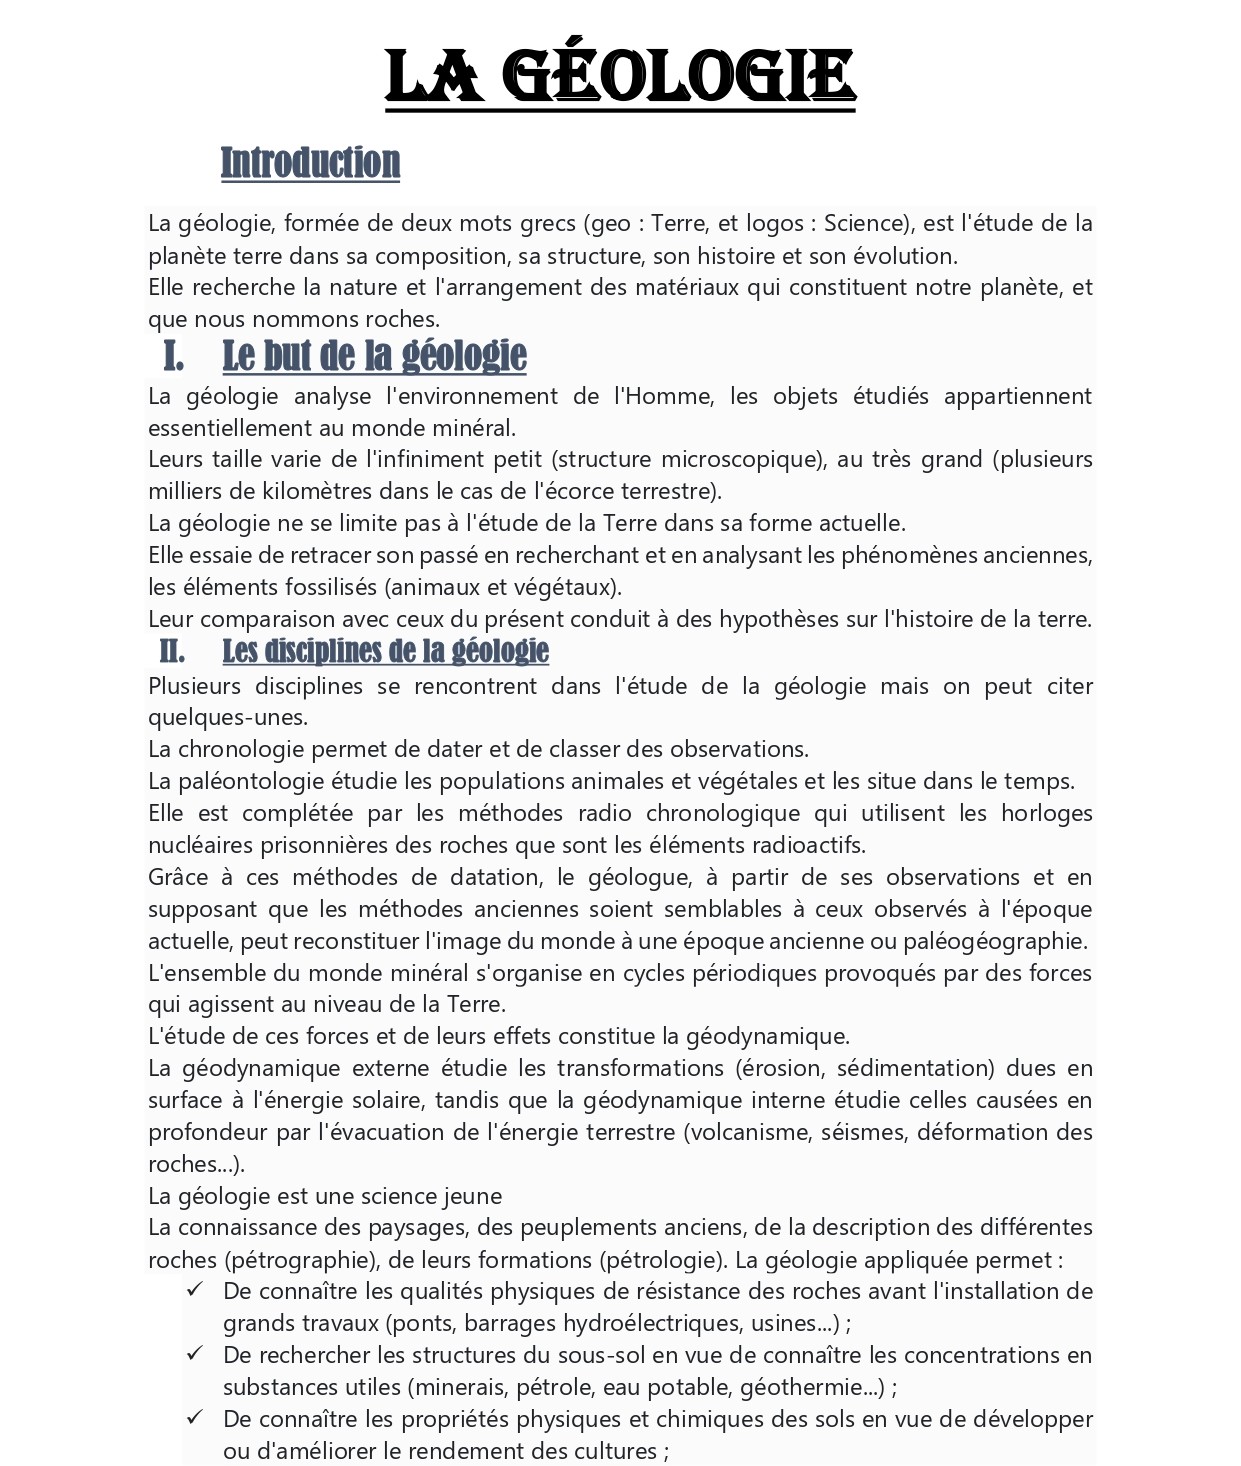 LA GÉOLOGIE
Introduction
La géologie, formée de deux mots grecs (geo : Terre, et logos : Science), est l'étude de la
planète terre dans sa composition, sa structure, son histoire et son évolution.
Elle recherche la nature et l'arrangement des matériaux qui constituent notre planète, et
que nous nommons roches.
I. Le but de la géologie
La géologie analyse l'environnement de l'Homme, les objets étudiés appartiennent
essentiellement au monde minéral.
Leurs taille varie de l'infiniment petit (structure microscopique), au très grand (plusieurs
milliers de kilomètres dans le cas de l'écorce terrestre).
La géologie ne se limite pas à l'étude de la Terre dans sa forme actuelle.
Elle essaie de retracer son passé en recherchant et en analysant les phénomènes anciennes,
les éléments fossilisés (animaux et végétaux).
Leur comparaison avec ceux du présent conduit à des hypothèses sur l'histoire de la terre.
II. Les disciplines de la géologie
Plusieurs disciplines se rencontrent dans l'étude de la géologie mais on peut citer
quelques-unes.
La chronologie permet de dater et de classer des observations.
La paléontologie étudie les populations animales et végétales et les situe dans le temps.
Elle est complétée par les méthodes radio chronologique qui utilisent les horloges
nucléaires prisonnières des roches que sont les éléments radioactifs.
Grâce à ces méthodes de datation, le géologue, à partir de ses observations et en
supposant que les méthodes anciennes soient semblables à ceux observés à l'époque
actuelle, peut reconstituer l'image du monde à une époque ancienne ou paléogéographie.
L'ensemble du monde minéral s'organise en cycles périodiques provoqués par des forces
qui agissent au niveau de la Terre.
L'étude de ces forces et de leurs effets constitue la géodynamique.
La géodynamique externe étudie les transformations (érosion, sédimentation) dues en
surface à l'énergie solaire, tandis que la géodynamique interne étudie celles causées en
profondeur par l'évacuation de l'énergie terrestre (volcanisme, séismes, déformation des
roches...).
La géologie est une science jeune
La connaissance des paysages, des peuplements anciens, de la description des différentes
roches (pétrographie), de leurs formations (pétrologie). La géologie appliquée permet :
✓ De connaître les qualités physiques de résistance des roches avant l'installation de
grands travaux (ponts, barrages hydroélectriques, usines...) ;
✓ De rechercher les structures du sous-sol en vue de connaître les concentrations en
substances utiles (minerais, pétrole, eau potable, géothermie...) ;
✓ De connaître les propriétés physiques et chimiques des sols en vue de développer
ou d'améliorer le rendement des cultures ;